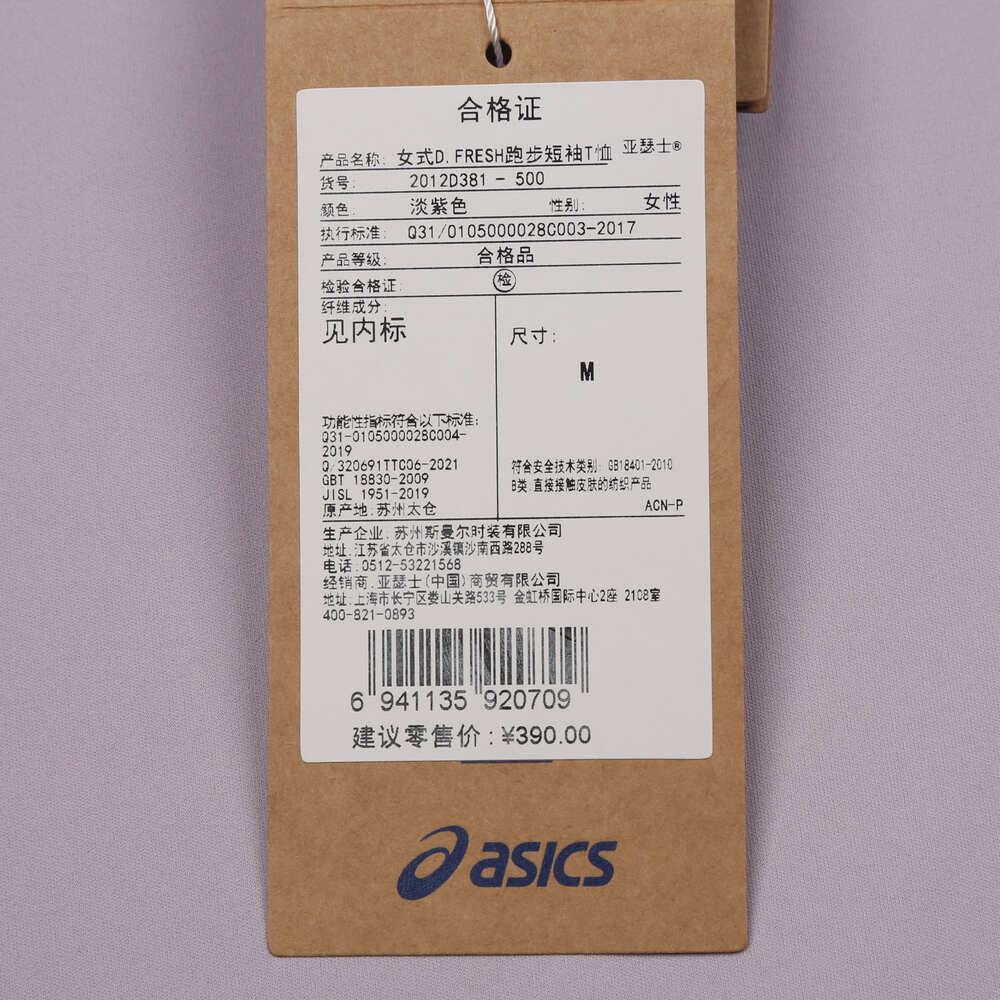 合格证
产品名称: 女式D.FRESH跑步短袖T恤 亚瑟士®
货号: 2012D381 - 500
颜色: 淡紫色 性别: 女性
执行标准: Q31/0105000028C003-2017
产品等级: 合格品
检验合格证: 检
纤维成分:
见内标
尺寸:
M
功能性指标符合以下标准:
Q31-0105000028C004-
2019
Q/320691TTC06-2021
GBT 18830-2009
JISL 1951-2019
原产地:苏州太仓
符合安全技术类别: GB18401-2010
B类:直接接触皮肤的纺织产品
ACN-P
生产企业:苏州斯曼尔时装有限公司
地址:江苏省太仓市沙溪镇沙南西路288号
电话:0512-53221568
经销商:亚瑟士(中国)商贸有限公司
地址:上海市长宁区娄山关路533号 金虹桥国际中心2座 2108室
400-821-0893
6 941135 920709
建议零售价:¥390.00
asics